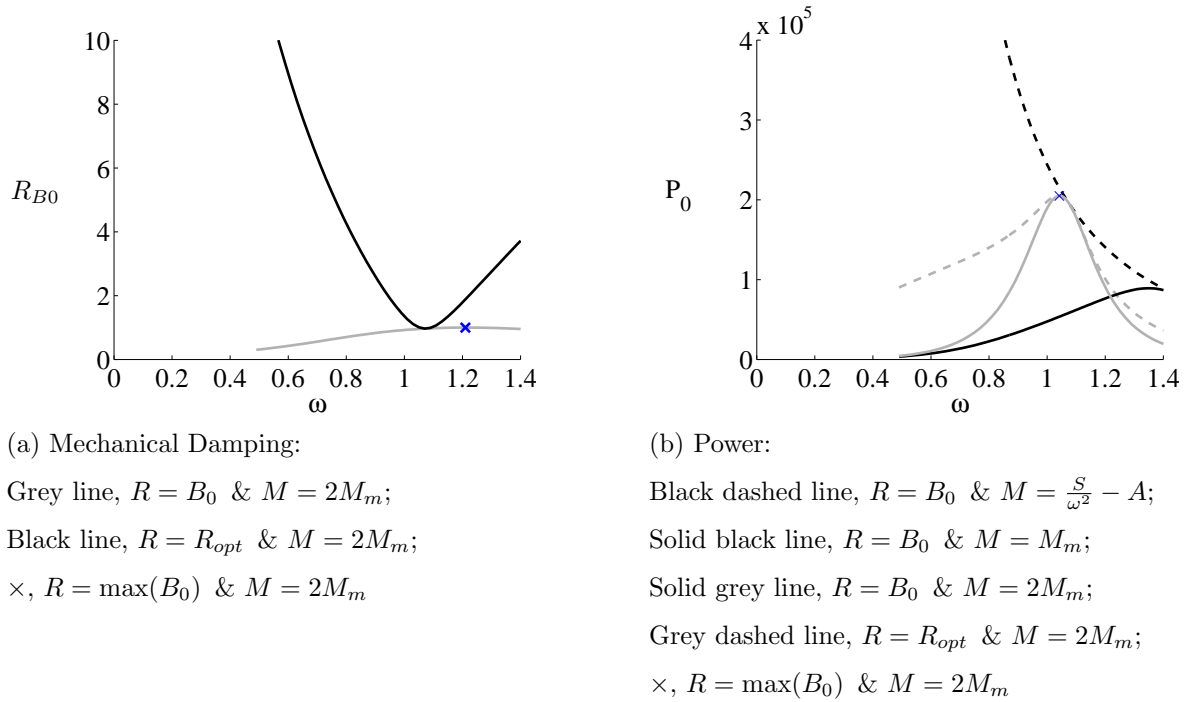 10
8
6
4
2
0
R_{B0}
0 0.2 0.4 0.6 0.8 1 1.2 1.4
ω
(a) Mechanical Damping:
Grey line, R = B_0 & M = 2M_m;
Black line, R = R_{opt} & M = 2M_m;
×, R = max(B_0) & M = 2M_m
x 10^5
4
3
2
1
0
P_0
0 0.2 0.4 0.6 0.8 1 1.2 1.4
ω
(b) Power:
Black dashed line, R = B_0 & M = \frac{S}{ω^2} − A;
Solid black line, R = B_0 & M = M_m;
Solid grey line, R = B_0 & M = 2M_m;
Grey dashed line, R = R_{opt} & M = 2M_m;
×, R = max(B_0) & M = 2M_m